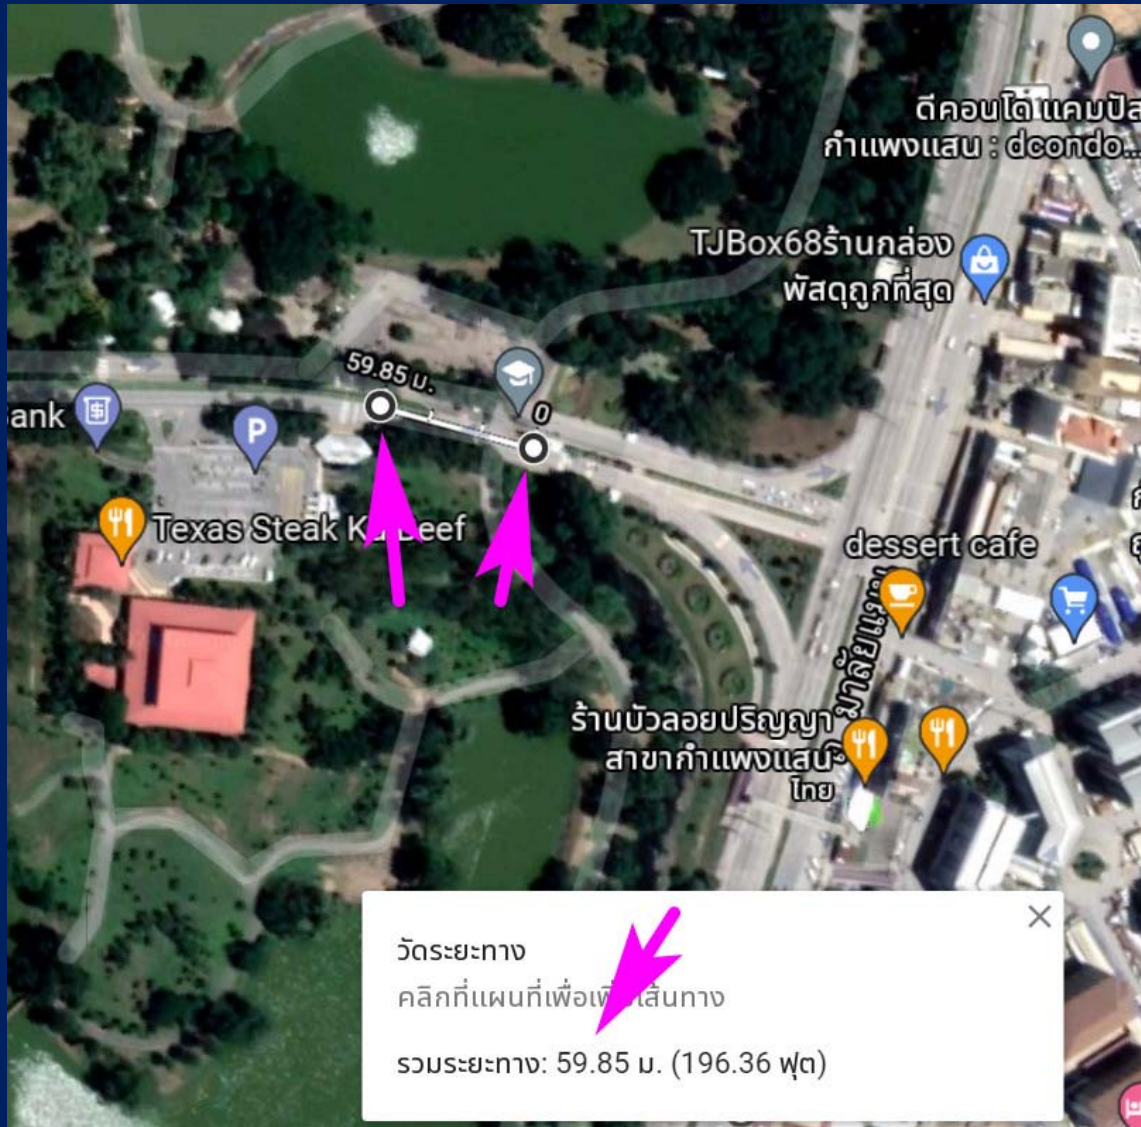 ดีคอนโด แคมปัส
กำแพงแสน : dcondo...
TJBox68ร้านกล่อง
พัสดุถูกที่สุด
59.85 ม.
0
Bank
P
Texas Steak Ku Beef
dessert cafe
ร้านบัวลอยปริญญา
สาขากำแพงแสน
ไทย
วัดระยะทาง
คลิกที่แผนที่เพื่อเพิ่มเส้นทาง
รวมระยะทาง: 59.85 ม. (196.36 ฟุต)